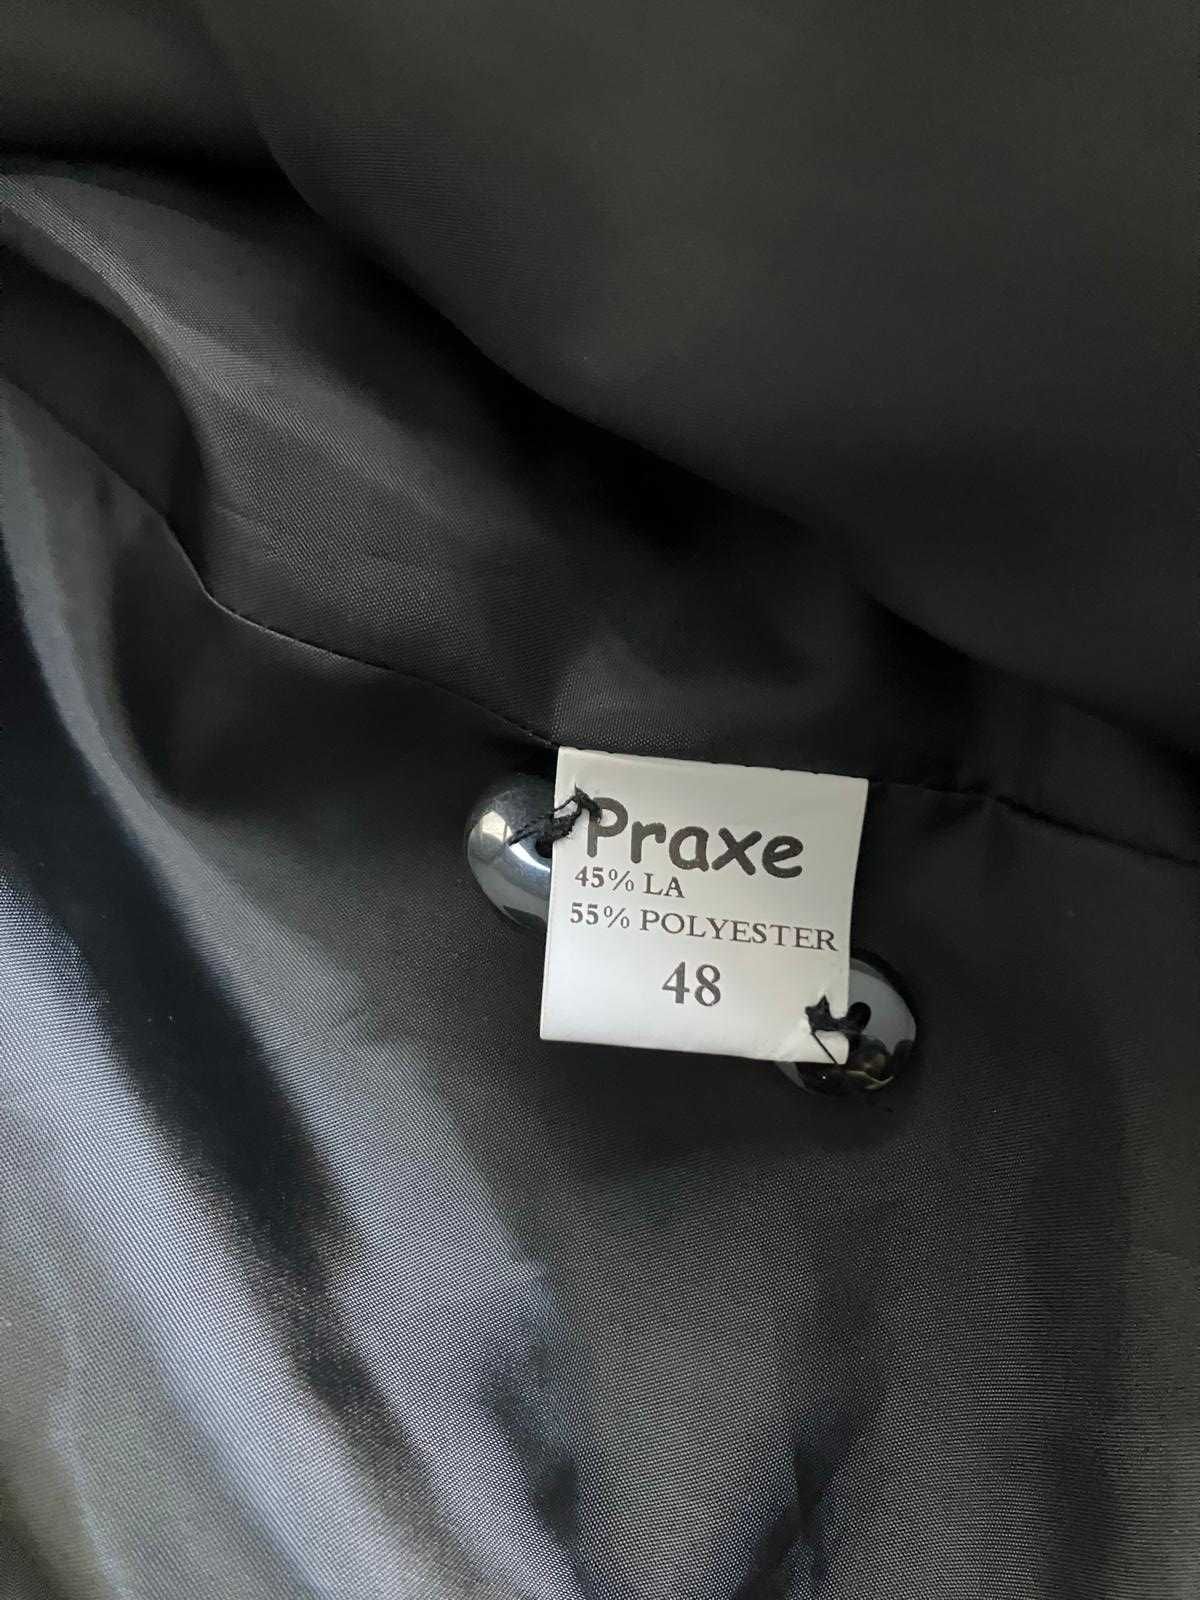 Praxe
45% LA
55% POLYESTER
48